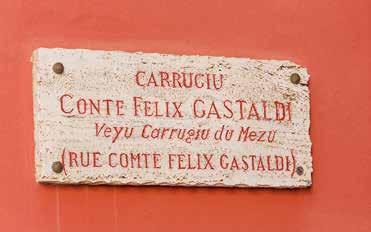 CARRUGIU
CONTE FELIX GASTALDI
Veyu Carrugiu du Mezu
(RUE COMTE FELIX GASTALDI)